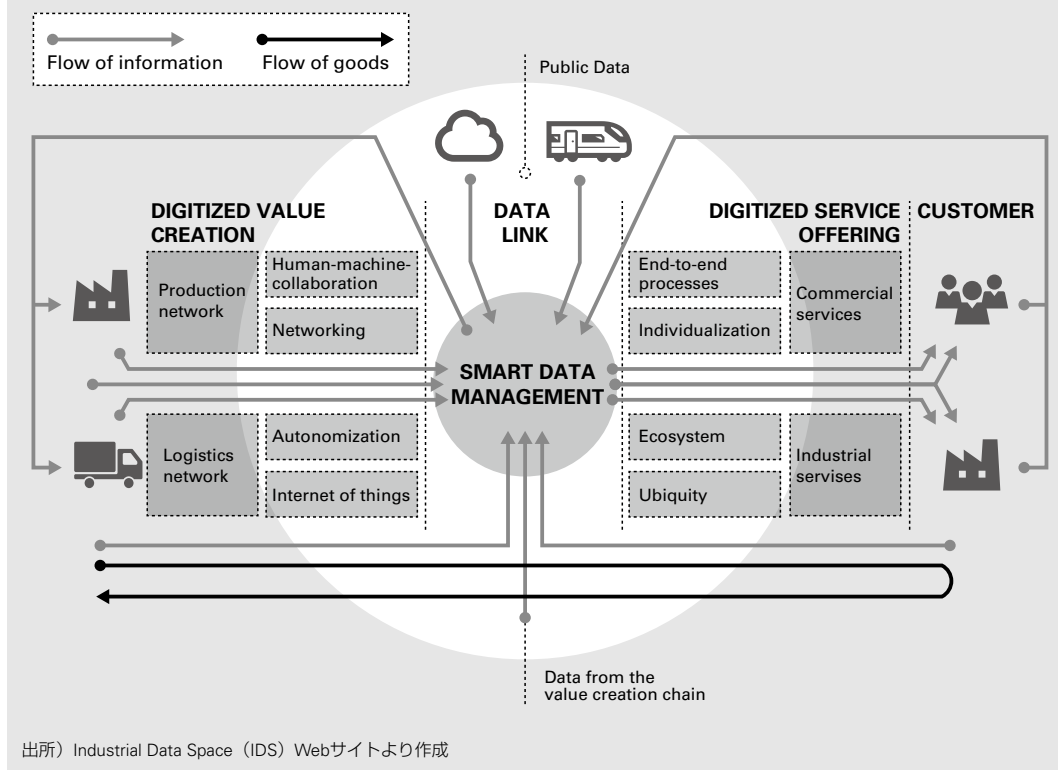 Flow of information
Flow of goods
Public Data
DIGITIZED VALUE
CREATION
DATA
LINK
DIGITIZED SERVICE
OFFERING
CUSTOMER
Production
network
Human-machine-
collaboration
Networking
End-to-end
processes
Individualization
Commercial
services
SMART DATA
MANAGEMENT
Logistics
network
Autonomization
Internet of things
Ecosystem
Ubiquity
Industrial
servises
Data from the
value creation chain
出所）Industrial Data Space（IDS）Webサイトより作成